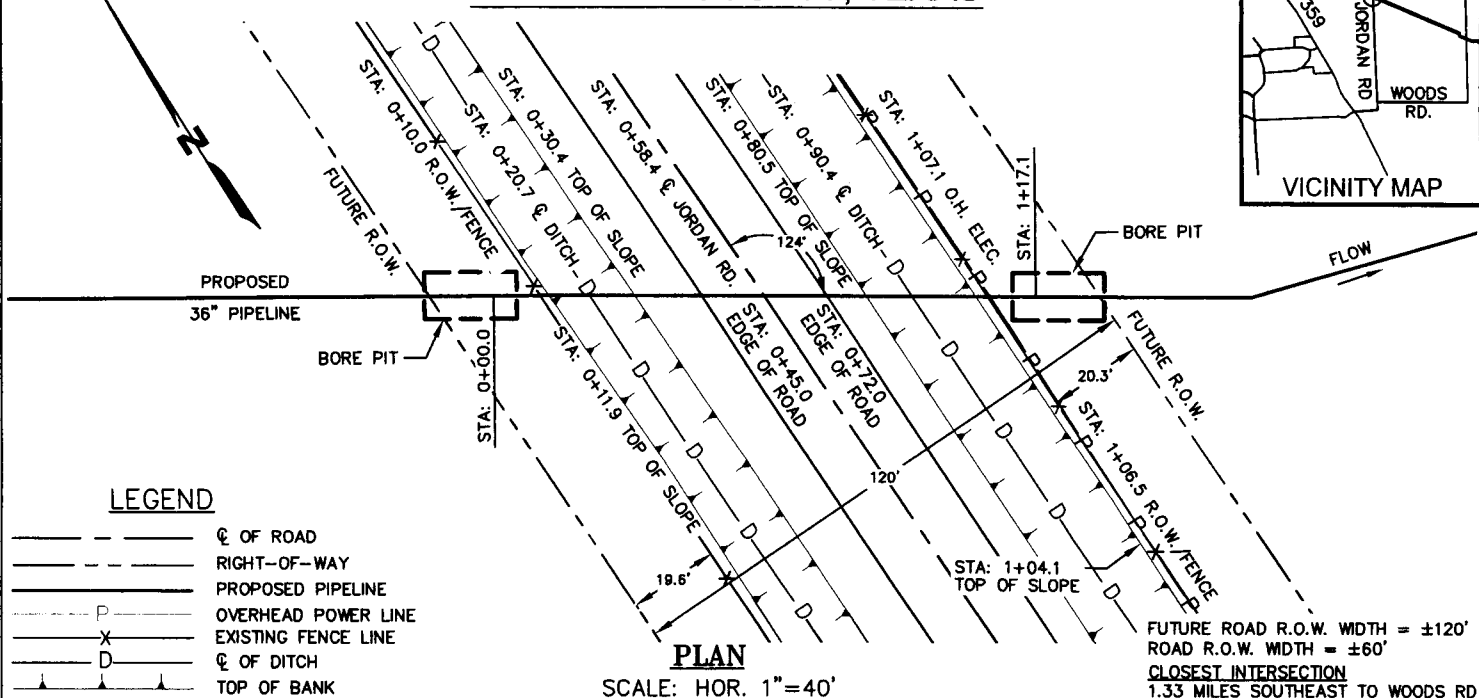 359
JORDAN RD
WOODS
RD.
VICINITY MAP
N
FUTURE R.O.W.
STA: 0+10.0 R.O.W./FENCE
STA: 0+20.7 ℄ DITCH
STA: 0+30.4 TOP OF SLOPE
STA: 0+58.4 ℄ JORDAN RD.
STA: 0+80.5 TOP OF SLOPE
STA: 0+90.4 ℄ DITCH
STA: 1+07.1 O.H. ELEC.
STA: 1+17.1
BORE PIT
FLOW
124'
PROPOSED
36" PIPELINE
BORE PIT
STA: 0+00.0
STA: 0+11.9 TOP OF SLOPE
STA: 0+45.0
EDGE OF ROAD
STA: 0+72.0
EDGE OF ROAD
FUTURE R.O.W.
20.3'
STA: 1+06.5 R.O.W./FENCE
120'
19.6'
STA: 1+04.1
TOP OF SLOPE
LEGEND
℄ OF ROAD
RIGHT-OF-WAY
PROPOSED PIPELINE
P OVERHEAD POWER LINE
X EXISTING FENCE LINE
D ℄ OF DITCH
TOP OF BANK
PLAN
SCALE: HOR. 1"=40'
FUTURE ROAD R.O.W. WIDTH = ±120'
ROAD R.O.W. WIDTH = ±60'
CLOSEST INTERSECTION
1.33 MILES SOUTHEAST TO WOODS RD